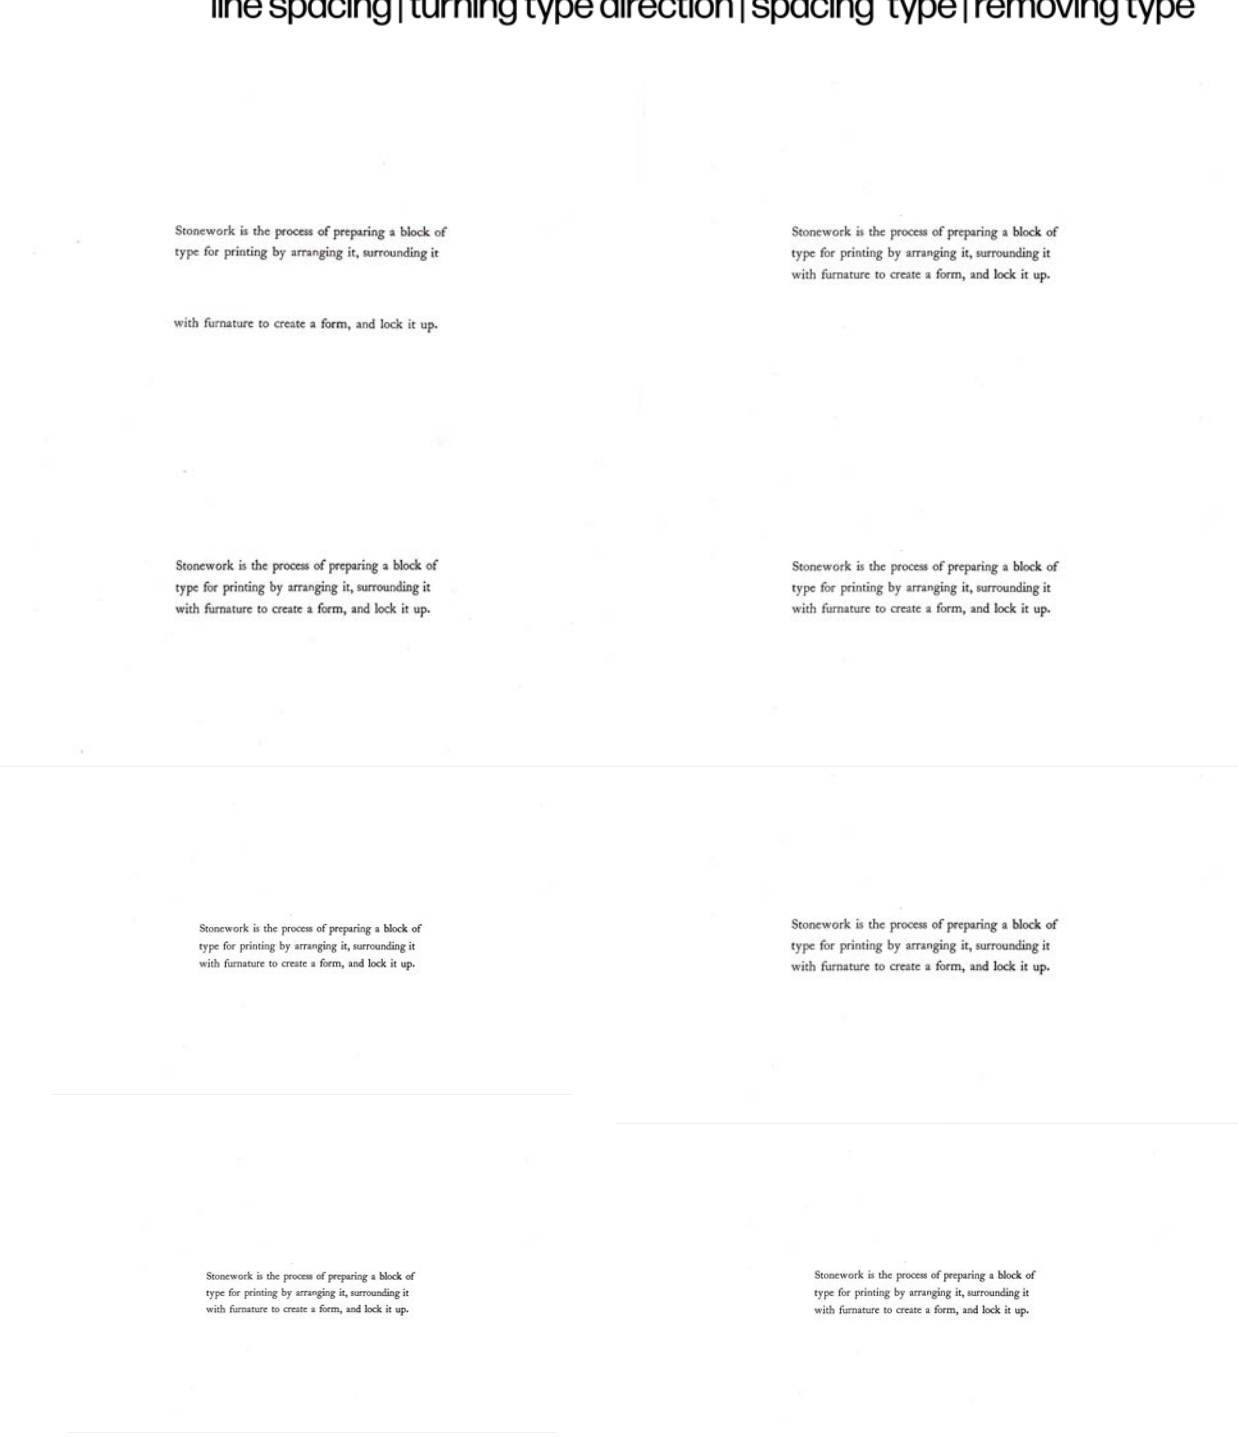 line spacing | turning type direction | spacing type | removing type
Stonework is the process of preparing a block of
type for printing by arranging it, surrounding it
with furnature to create a form, and lock it up.
Stonework is the process of preparing a block of
type for printing by arranging it, surrounding it
with furnature to create a form, and lock it up.
Stonework is the process of preparing a block of
type for printing by arranging it, surrounding it
with furnature to create a form, and lock it up.
Stonework is the process of preparing a block of
type for printing by arranging it, surrounding it
with furnature to create a form, and lock it up.
Stonework is the process of preparing a block of
type for printing by arranging it, surrounding it
with furnature to create a form, and lock it up.
Stonework is the process of preparing a block of
type for printing by arranging it, surrounding it
with furnature to create a form, and lock it up.
Stonework is the process of preparing a block of
type for printing by arranging it, surrounding it
with furnature to create a form, and lock it up.
Stonework is the process of preparing a block of
type for printing by arranging it, surrounding it
with furnature to create a form, and lock it up.